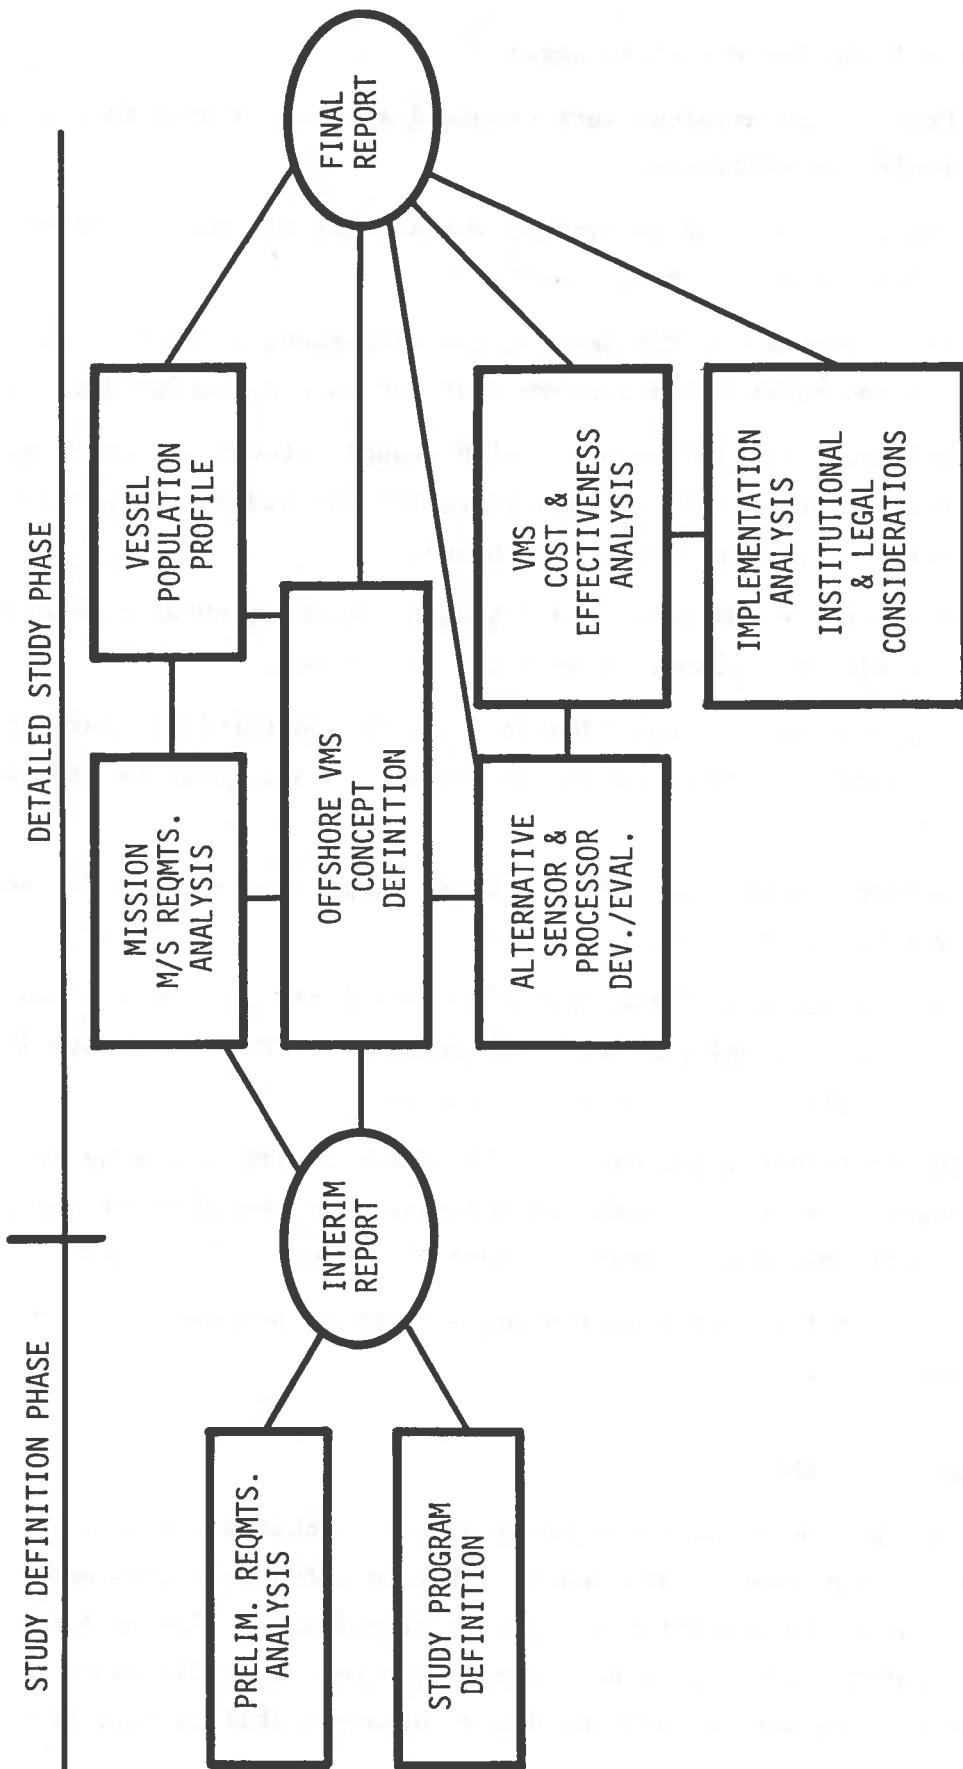 STUDY DEFINITION PHASE
DETAILED STUDY PHASE
PRELIM. REQMTS.
ANALYSIS
STUDY PROGRAM
DEFINITION
INTERIM
REPORT
MISSION
M/S REQMTS.
ANALYSIS
VESSEL
POPULATION
PROFILE
OFFSHORE VMS
CONCEPT
DEFINITION
ALTERNATIVE
SENSOR &
PROCESSOR
DEV./EVAL.
VMS
COST &
EFFECTIVENESS
ANALYSIS
IMPLEMENTATION
ANALYSIS
INSTITUTIONAL
& LEGAL
CONSIDERATIONS
FINAL
REPORT